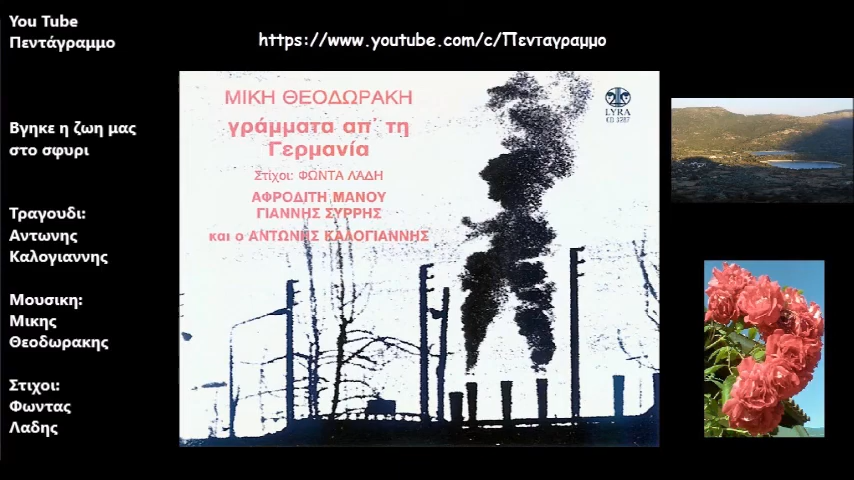 You Tube
Πεντάγραμμο
https://www.youtube.com/c/Πενταγραμμο
Βγηκε η ζωη μας
στο σφυρι
Τραγουδι:
Αντωνης
Καλογιαννης
Μουσικη:
Μικης
Θεοδωρακης
Στιχοι:
Φωντας
Λαδης
ΜΙΚΗ ΘΕΟΔΩΡΑΚΗ
γράμματα απ' τη
Γερμανία
Στίχοι: ΦΩΝΤΑ ΛΑΔΗ
ΑΦΡΟΔΙΤΗ ΜΑΝΟΥ
ΓΙΑΝΝΗΣ ΣΥΡΡΗΣ
και ο ΑΝΤΩΝΗΣ ΚΑΛΟΓΙΑΝΝΗΣ
LYRA
CD 3787